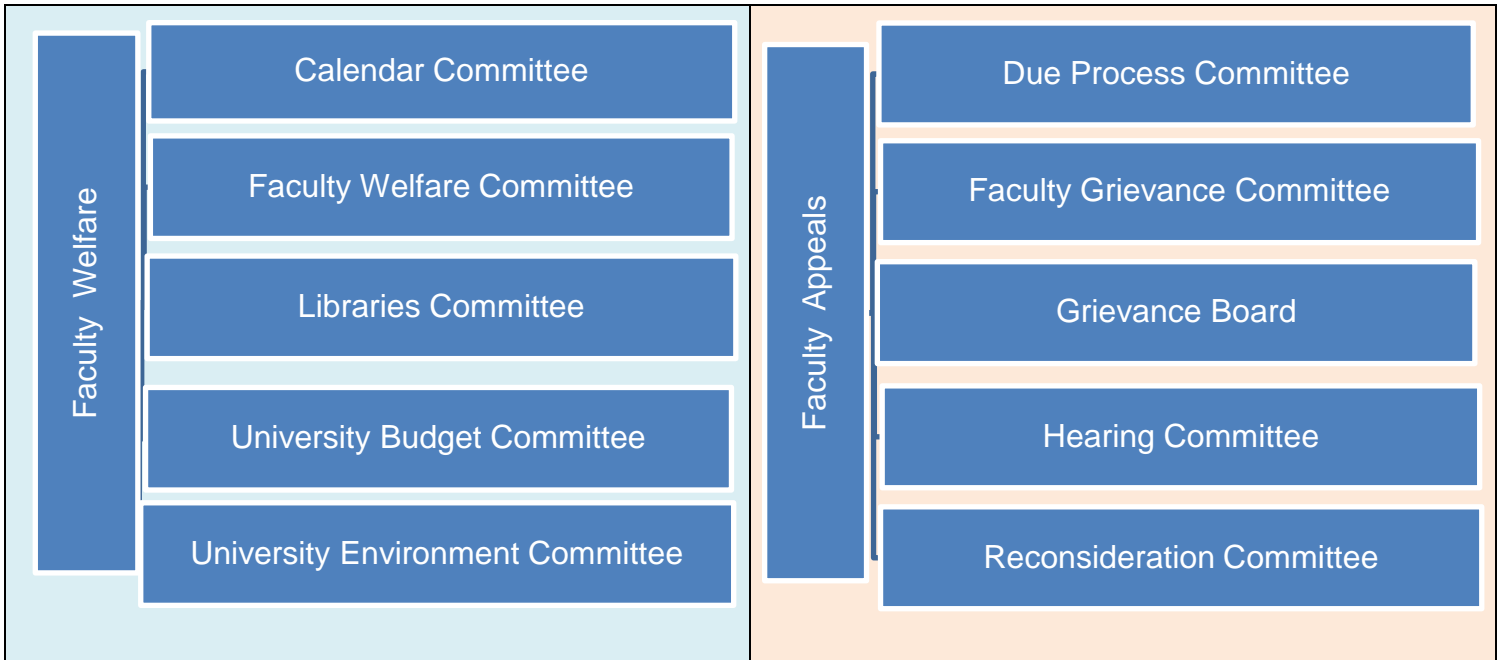 Faculty Welfare
Calendar Committee
Faculty Welfare Committee
Libraries Committee
University Budget Committee
University Environment Committee
Faculty Appeals
Due Process Committee
Faculty Grievance Committee
Grievance Board
Hearing Committee
Reconsideration Committee